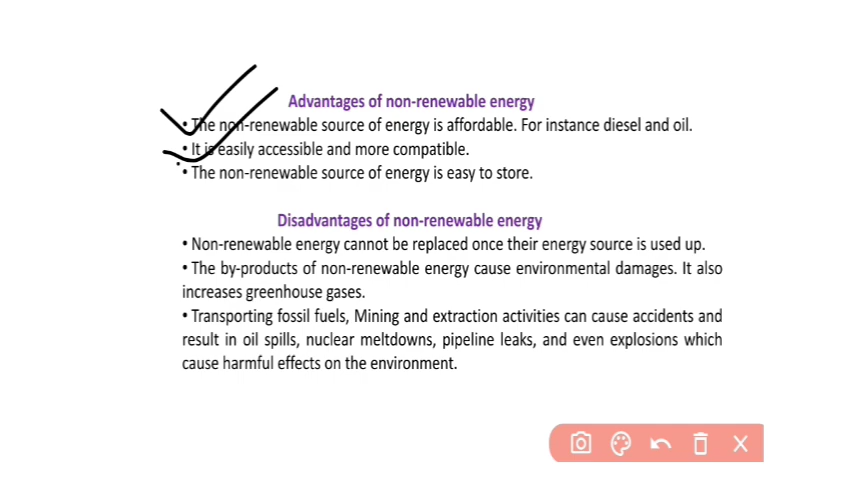 Advantages of non-renewable energy
• The non-renewable source of energy is affordable. For instance diesel and oil.
• It is easily accessible and more compatible.
• The non-renewable source of energy is easy to store.
Disadvantages of non-renewable energy
• Non-renewable energy cannot be replaced once their energy source is used up.
• The by-products of non-renewable energy cause environmental damages. It also
increases greenhouse gases.
• Transporting fossil fuels, Mining and extraction activities can cause accidents and
result in oil spills, nuclear meltdowns, pipeline leaks, and even explosions which
cause harmful effects on the environment.